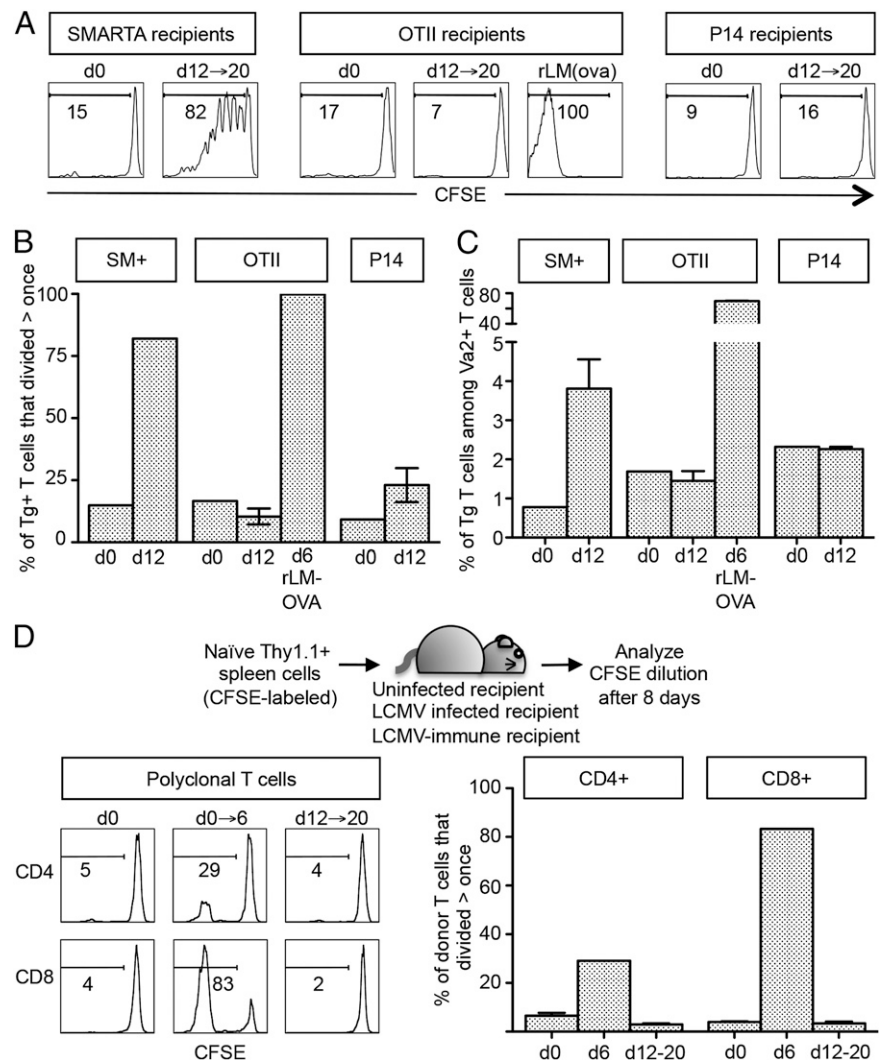 A
SMARTA recipients
OTII recipients
P14 recipients
d0
d12→20
d0
d12→20
rLM(ova)
d0
d12→20
15
82
17
7
100
9
16
CFSE
B
SM+
OTII
P14
% of Tg+ T cells that divided > once
100
75
50
25
0
d0
d12
d0
d12
d6
rLM-
OVA
d0
d12
C
SM+
OTII
P14
% of Tg T cells among Va2+ T cells
80
60
40
5
4
3
2
1
0
d0
d12
d0
d12
d6
rLM-
OVA
d0
d12
D
Naïve Thy1.1+
spleen cells
(CFSE-labeled)
Uninfected recipient
LCMV infected recipient
LCMV-immune recipient
Analyze
CFSE dilution
after 8 days
Polyclonal T cells
d0
d0→6
d12→20
CD4
5
29
4
CD8
4
83
2
CFSE
CD4+
CD8+
% of donor T cells that
divided > once
100
80
60
40
20
d0
d6
d12-20
d0
d6
d12-20